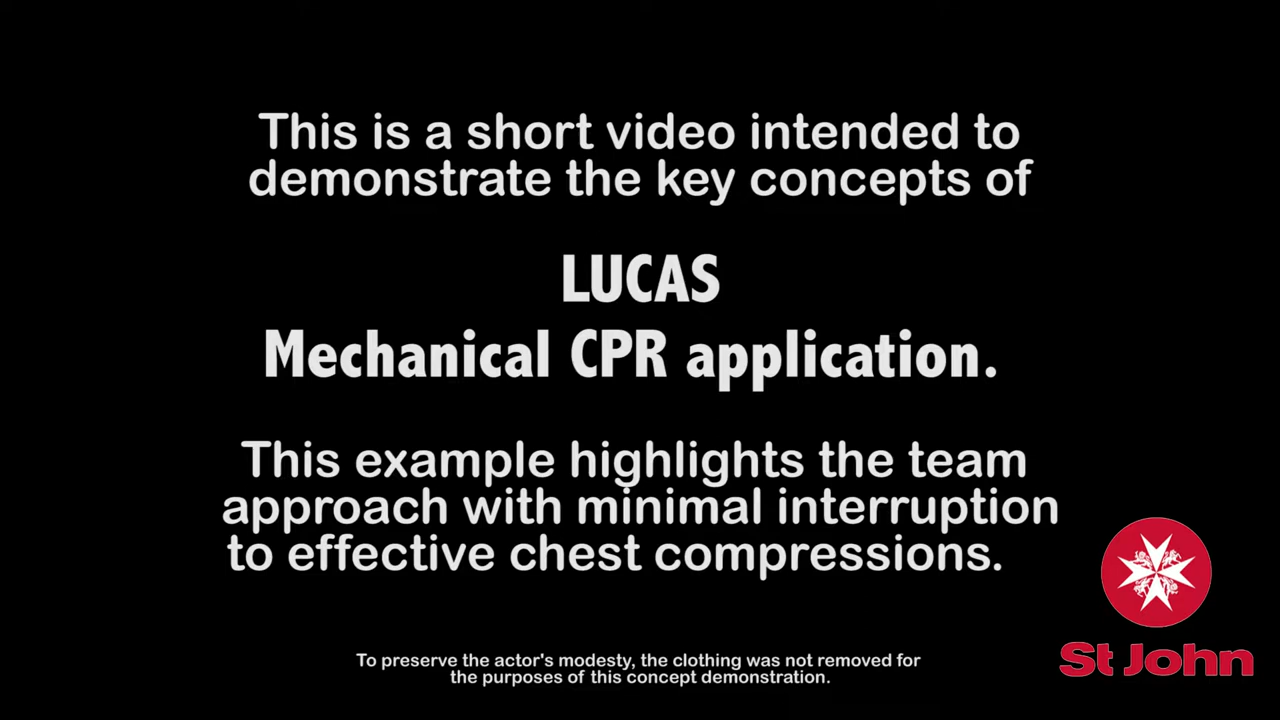 This is a short video intended to
demonstrate the key concepts of
LUCAS
Mechanical CPR application.
This example highlights the team
approach with minimal interruption
to effective chest compressions.
St John
To preserve the actor's modesty, the clothing was not removed for
the purposes of this concept demonstration.